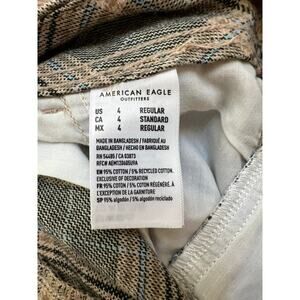 AMERICAN EAGLE
OUTFITTERS
US 4 REGULAR
CA 4 STANDARD
MX 4 REGULAR
MADE IN BANGLADESH / FABRIQUÉ AU
BANGLADESH / HECHO EN BANGLADESH
RN 54485 / CA 03873
EN 95% COTTON / 5% RECYCLED COTTON.
EXCLUSIVE OF DECORATION
FR 95% COTON / 5% COTON RÉGÉNÉRÉ, À
L'EXCEPTION DE LA GARNITURE
SP 95% algodón / 5% algodón reciclado